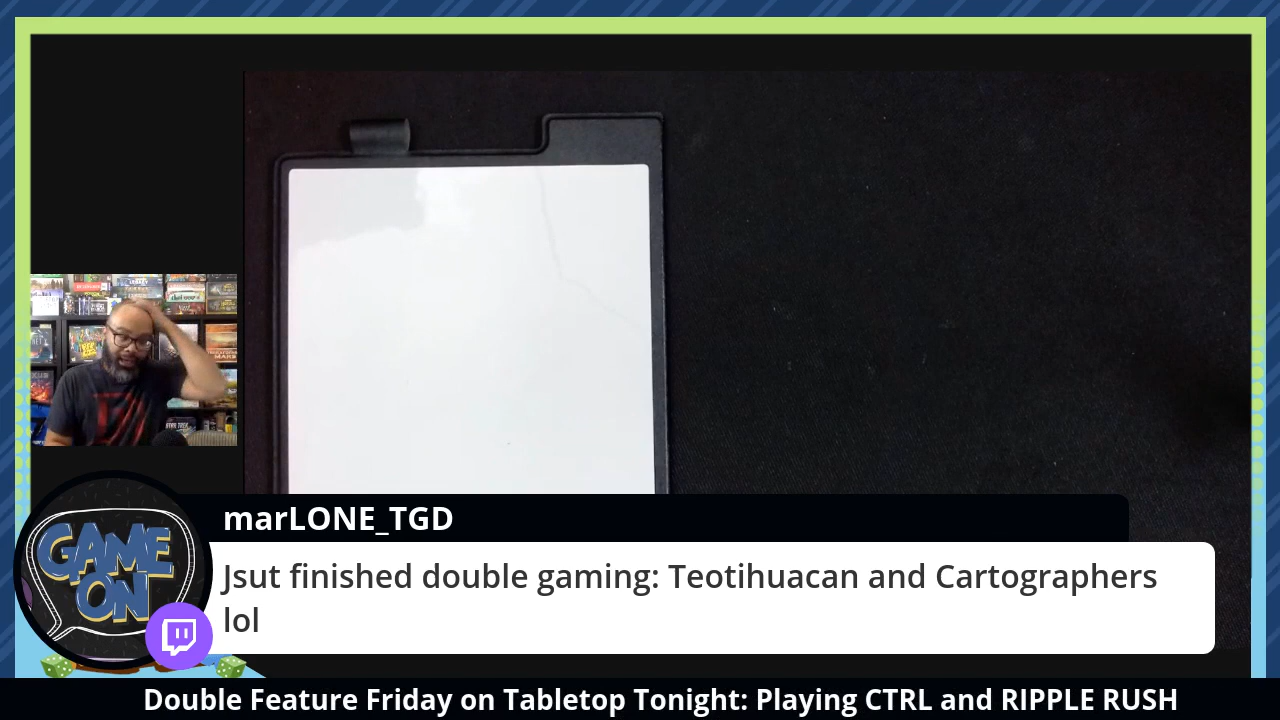 marLONE_TGD
Jsut finished double gaming: Teotihuacan and Cartographers
lol
GAME
ON
Double Feature Friday on Tabletop Tonight: Playing CTRL and RIPPLE RUSH